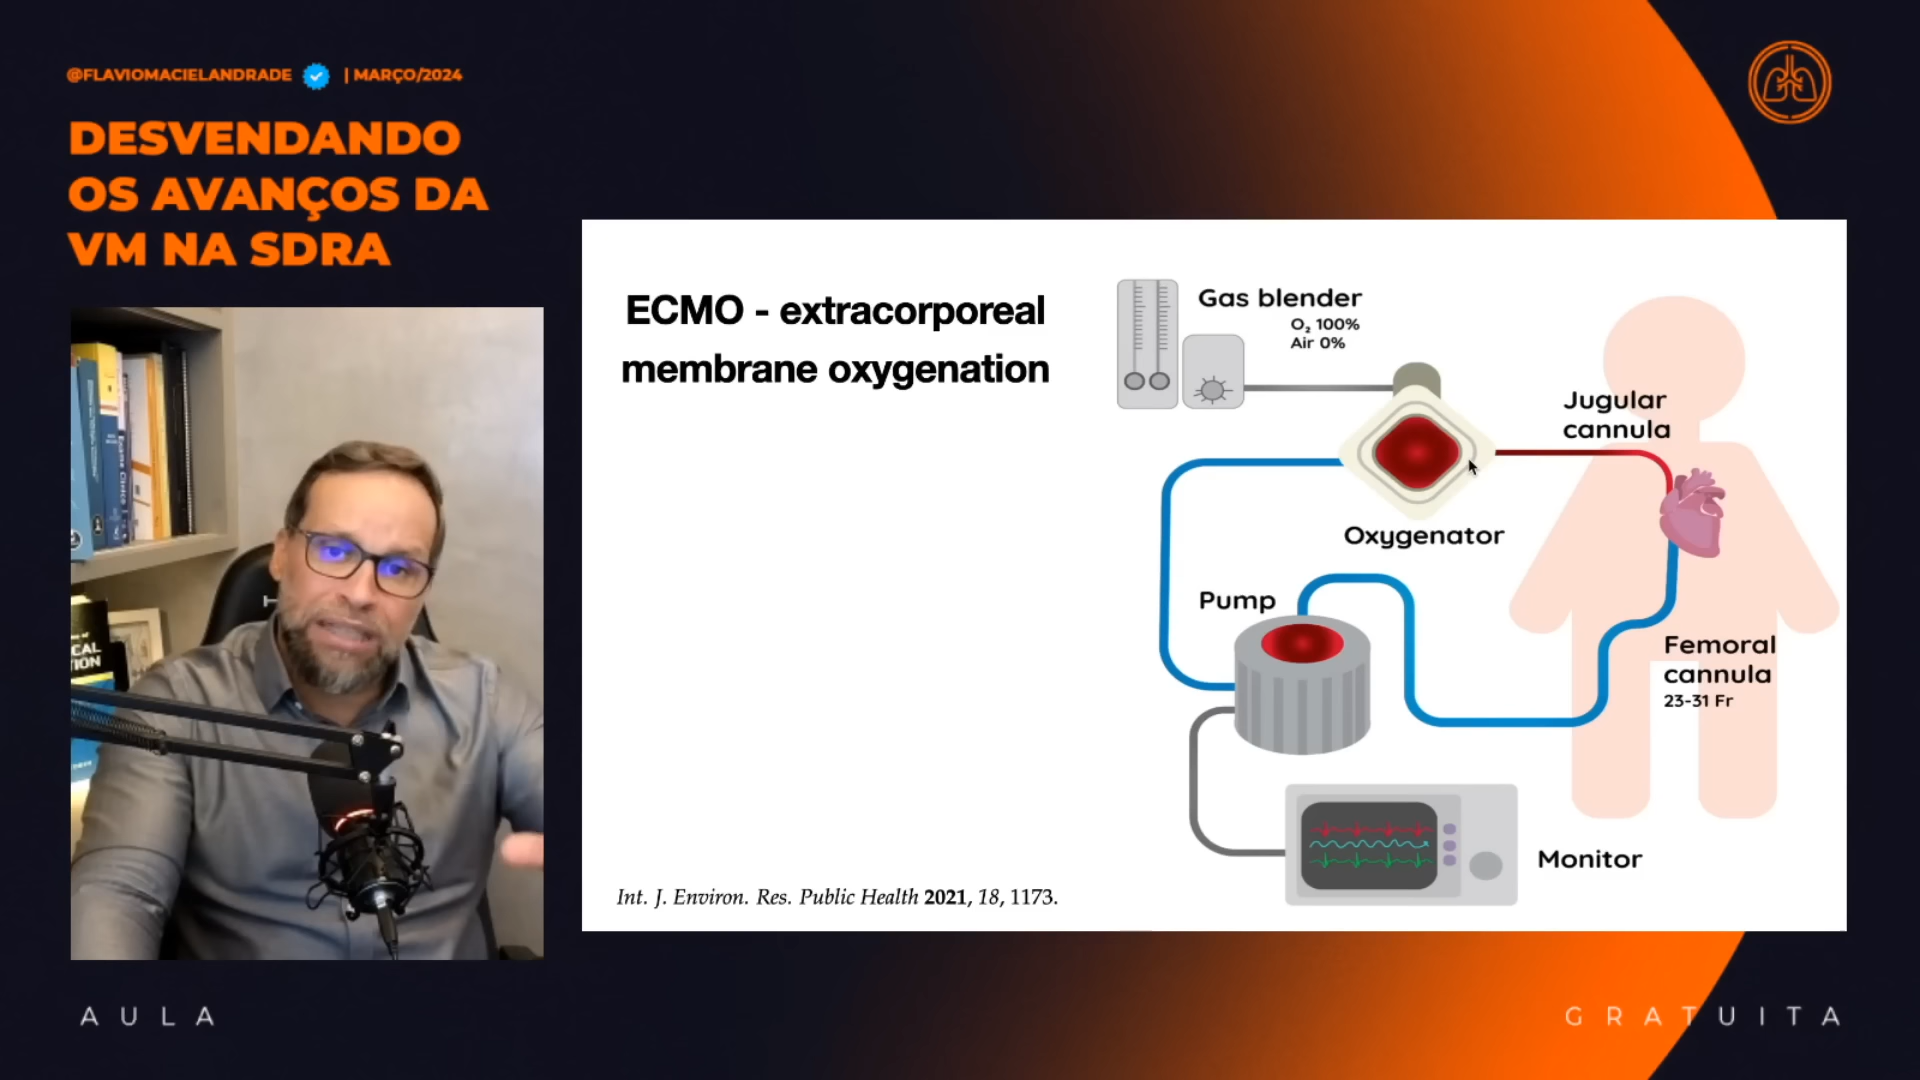 @FLAVIOMACIELANDRADE | MARÇO/2024
DESVENDANDO
OS AVANÇOS DA
VM NA SDRA
ECMO - extracorporeal
membrane oxygenation
Gas blender
O₂ 100%
Air 0%
Jugular
cannula
Oxygenator
Pump
Femoral
cannula
23-31 Fr
Monitor
Int. J. Environ. Res. Public Health 2021, 18, 1173.
AULA
GRATUITA